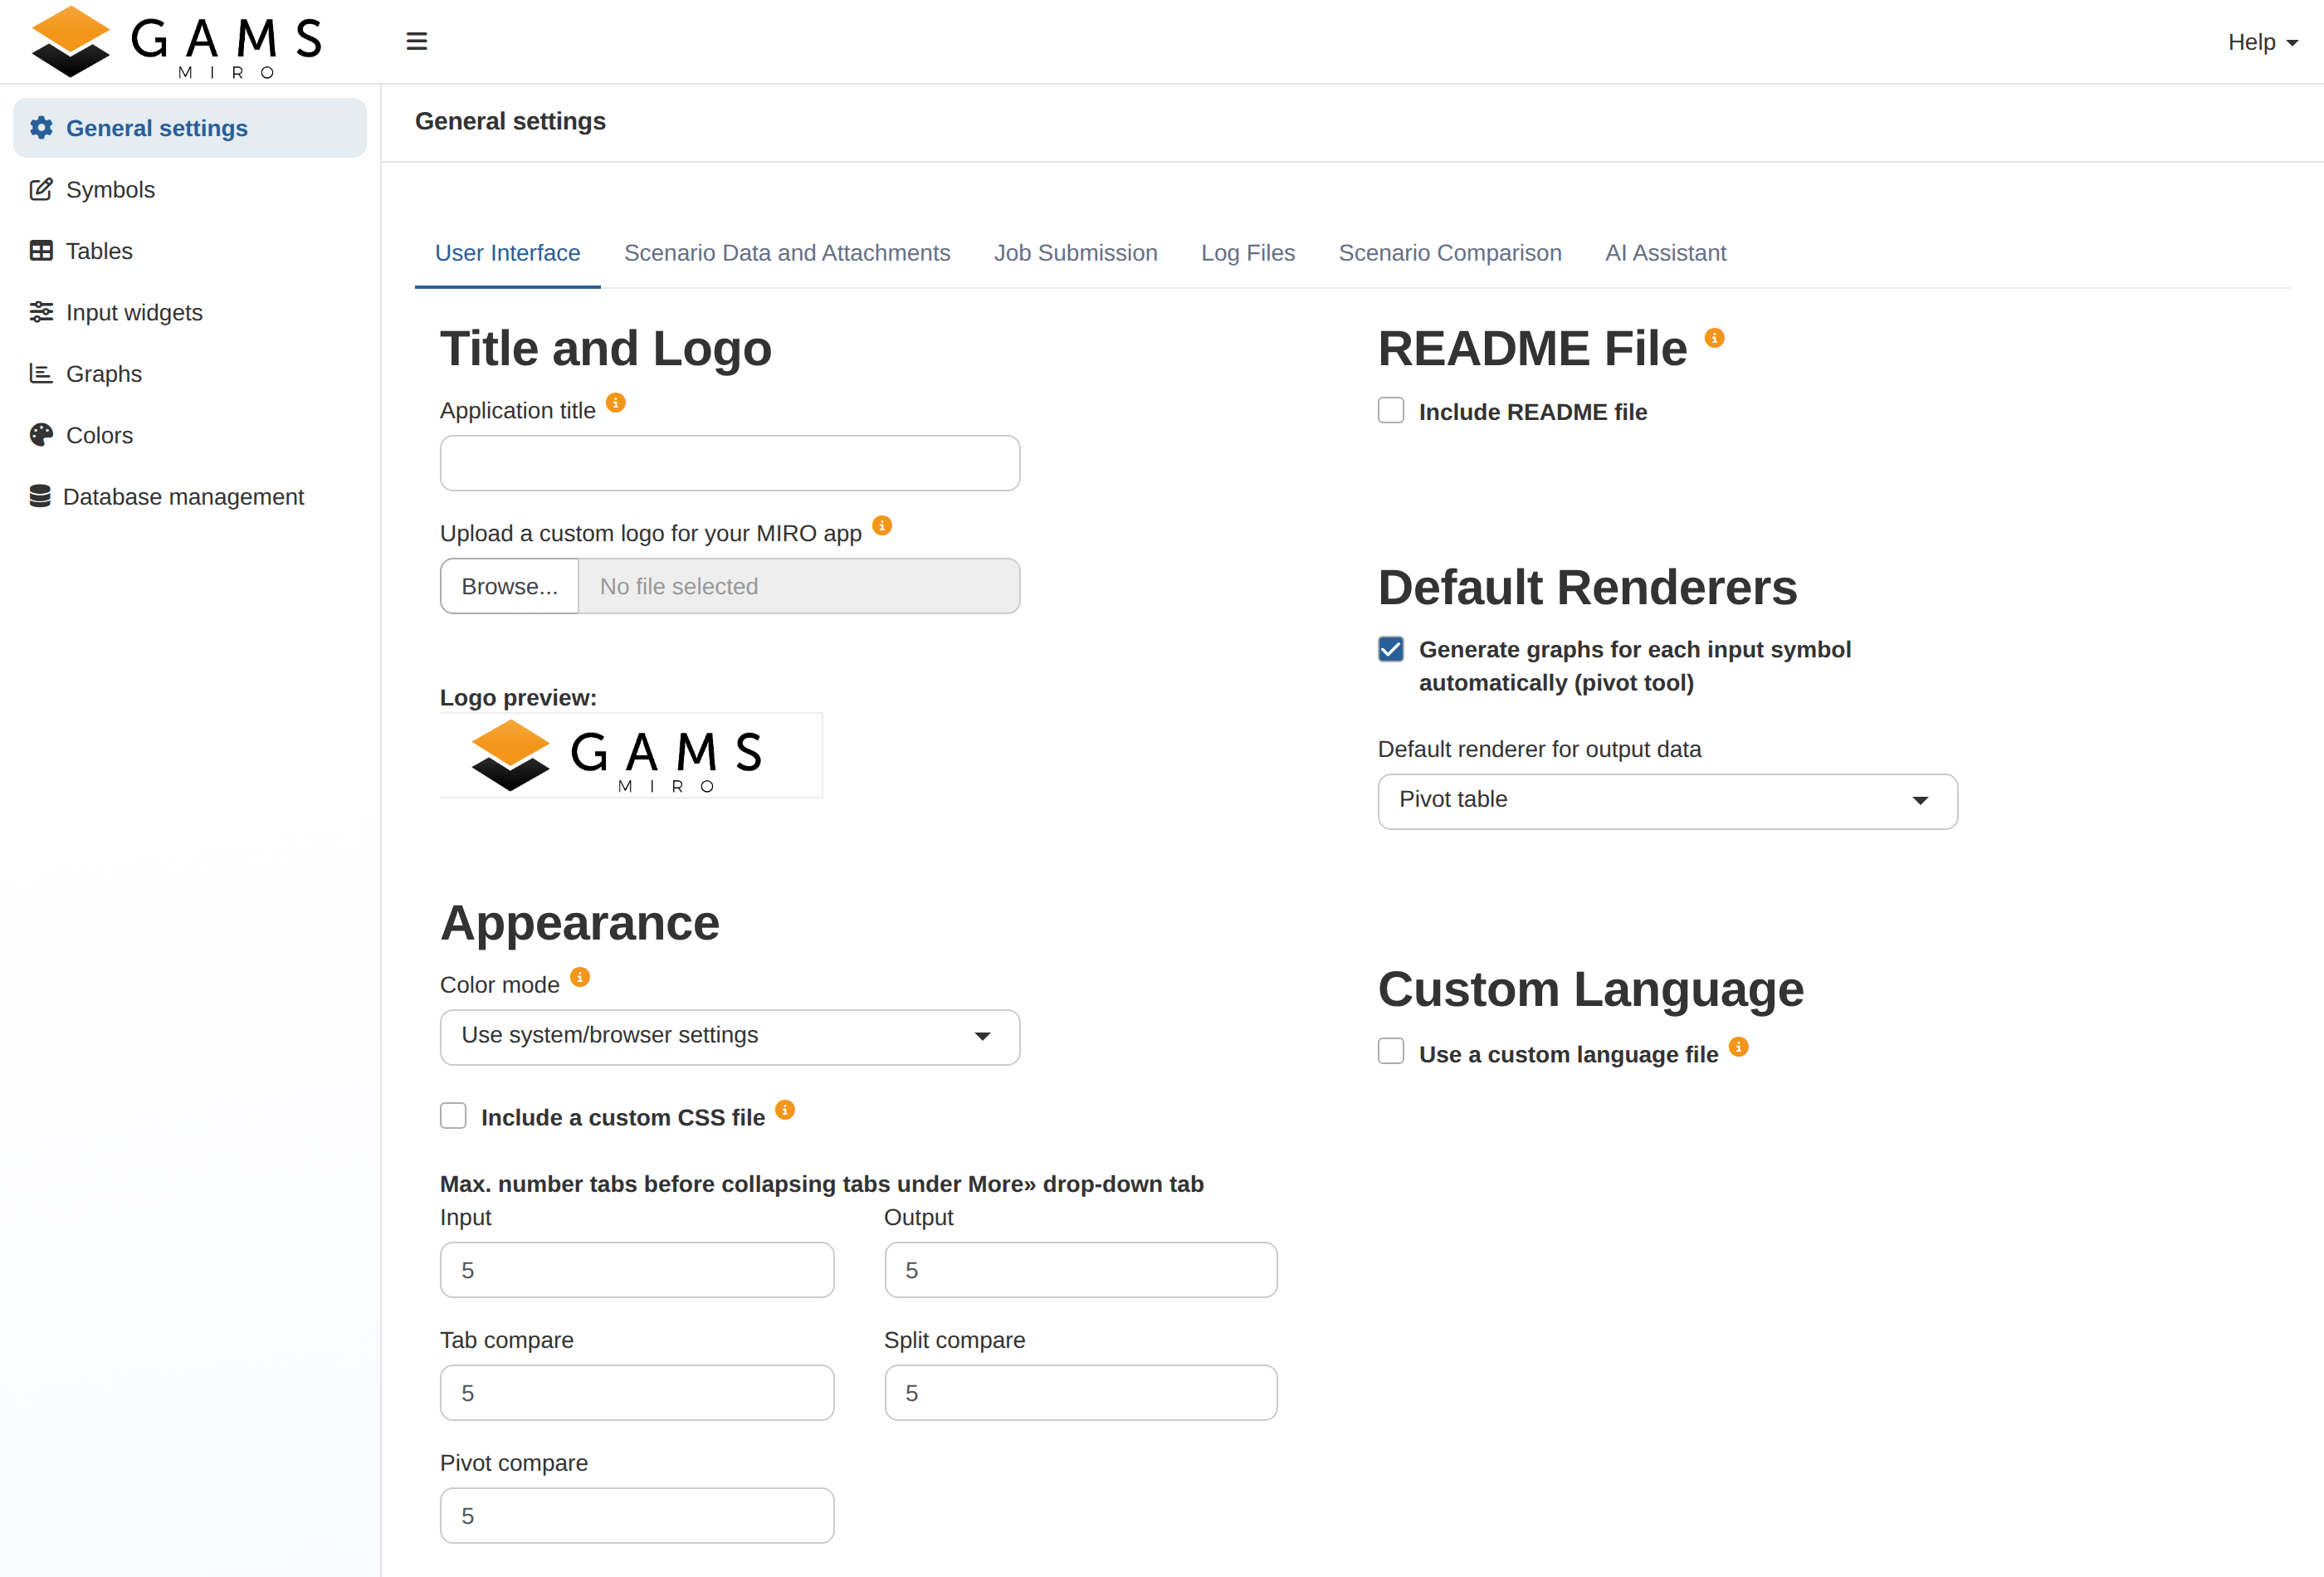 GAMS
MIRO
Help
General settings
Symbols
Tables
Input widgets
Graphs
Colors
Database management
General settings
User Interface
Scenario Data and Attachments
Job Submission
Log Files
Scenario Comparison
AI Assistant
Title and Logo
Application title
Upload a custom logo for your MIRO app
Browse...
No file selected
Logo preview:
GAMS
MIRO
Appearance
Color mode
Use system/browser settings
Include a custom CSS file
Max. number tabs before collapsing tabs under More» drop-down tab
Input
Output
5
5
Tab compare
Split compare
5
5
Pivot compare
5
README File
Include README file
Default Renderers
Generate graphs for each input symbol
automatically (pivot tool)
Default renderer for output data
Pivot table
Custom Language
Use a custom language file